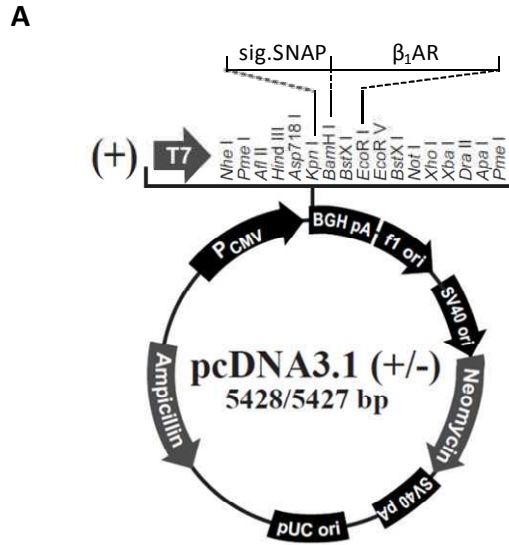 A
sig.SNAP
β₁AR
(+)
T7
Nhe I
Pme I
Afl II
Hind III
Asp718 I
Kpn I
BamH I
BstX I
EcoR I
EcoR V
BstX I
Not I
Xho I
Xba I
Dra II
Apa I
Pme I
PCMV
BGH pA
f1 ori
SV40 ori
Neomycin
SV40 pA
pUC ori
Ampicillin
pcDNA3.1 (+/-)
5428/5427 bp